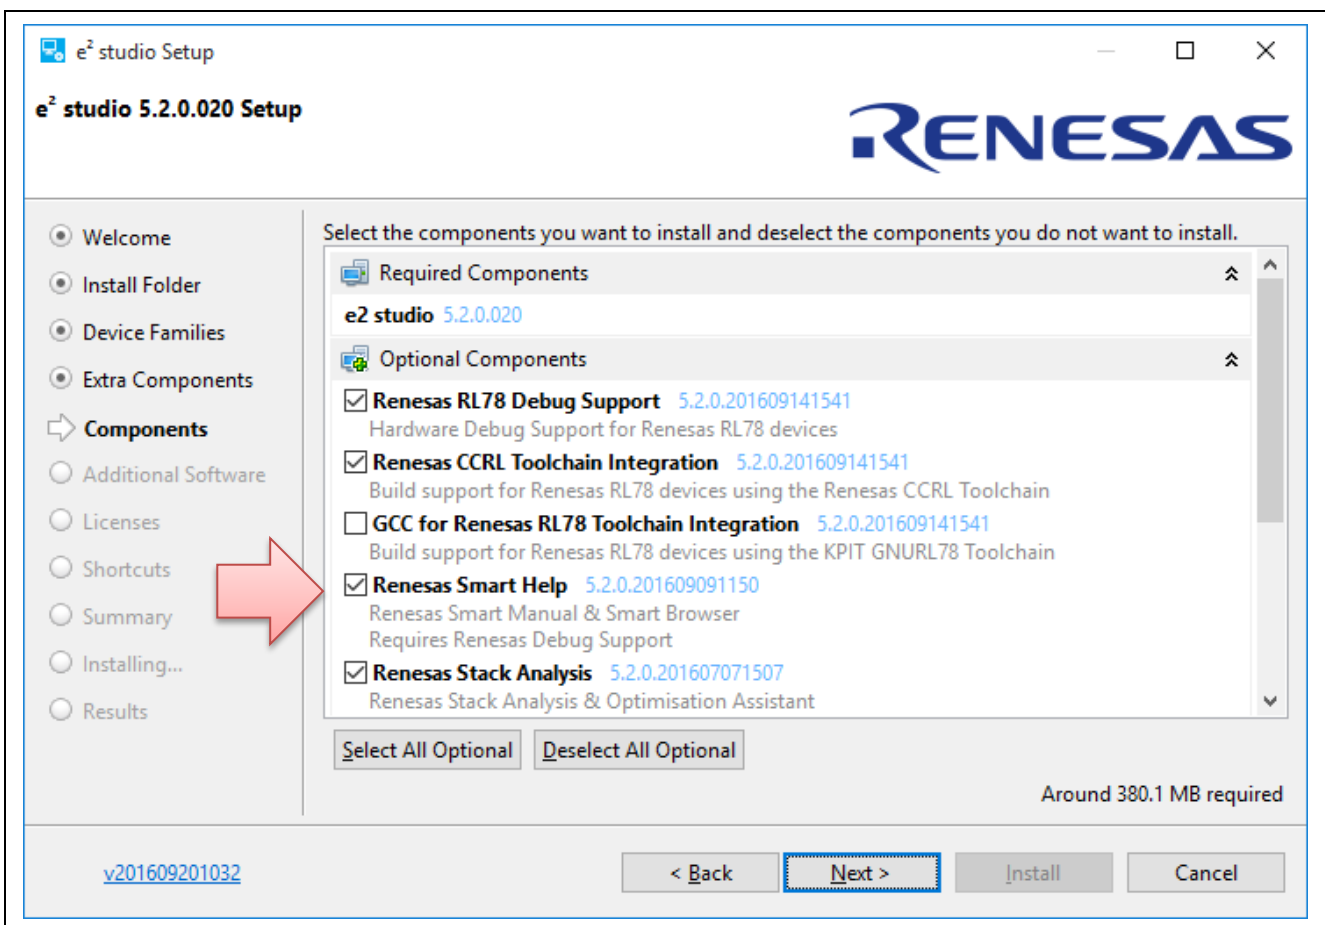 e² studio Setup
e² studio 5.2.0.020 Setup
RENESAS
Welcome
Install Folder
Device Families
Extra Components
Components
Additional Software
Licenses
Shortcuts
Summary
Installing...
Results
Select the components you want to install and deselect the components you do not want to install.
Required Components
e2 studio 5.2.0.020
Optional Components
Renesas RL78 Debug Support 5.2.0.201609141541
Hardware Debug Support for Renesas RL78 devices
Renesas CCRL Toolchain Integration 5.2.0.201609141541
Build support for Renesas RL78 devices using the Renesas CCRL Toolchain
GCC for Renesas RL78 Toolchain Integration 5.2.0.201609141541
Build support for Renesas RL78 devices using the KPIT GNURL78 Toolchain
Renesas Smart Help 5.2.0.201609091150
Renesas Smart Manual & Smart Browser
Requires Renesas Debug Support
Renesas Stack Analysis 5.2.0.201607071507
Renesas Stack Analysis & Optimisation Assistant
Select All Optional Deselect All Optional
Around 380.1 MB required
v201609201032 < Back Next > Install Cancel